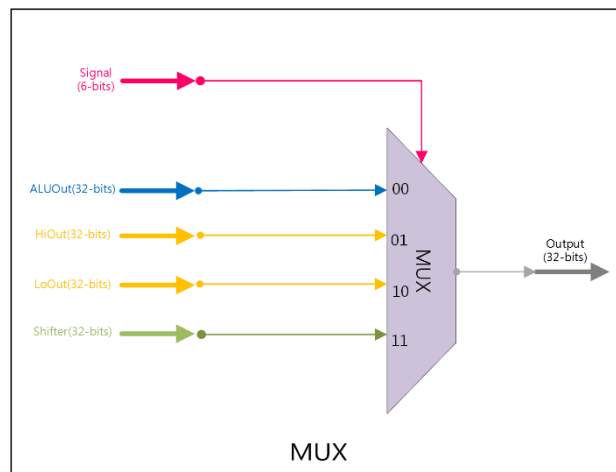 Signal
(6-bits)
ALUOut(32-bits)
00
HiOut(32-bits)
01
MUX
Output
(32-bits)
LoOut(32-bits)
10
Shifter(32-bits)
11
MUX